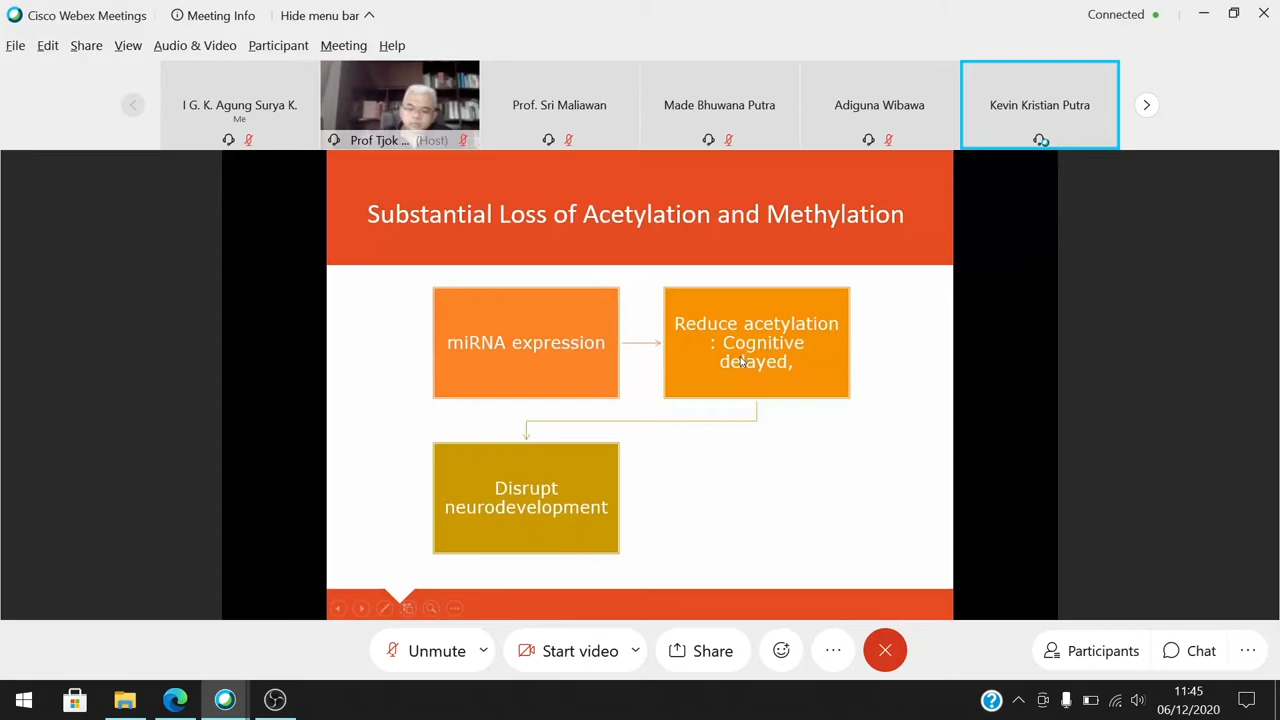 Cisco Webex Meetings
Meeting Info
Hide menu bar
Connected
File Edit Share View Audio & Video Participant Meeting Help
I G. K. Agung Surya K.
Me
Prof Tjok ... (Host)
Prof. Sri Maliawan
Made Bhuwana Putra
Adiguna Wibawa
Kevin Kristian Putra
Substantial Loss of Acetylation and Methylation
miRNA expression
Reduce acetylation
: Cognitive
delayed,
Disrupt
neurodevelopment
Unmute
Start video
Share
Participants
Chat
11:45
06/12/2020